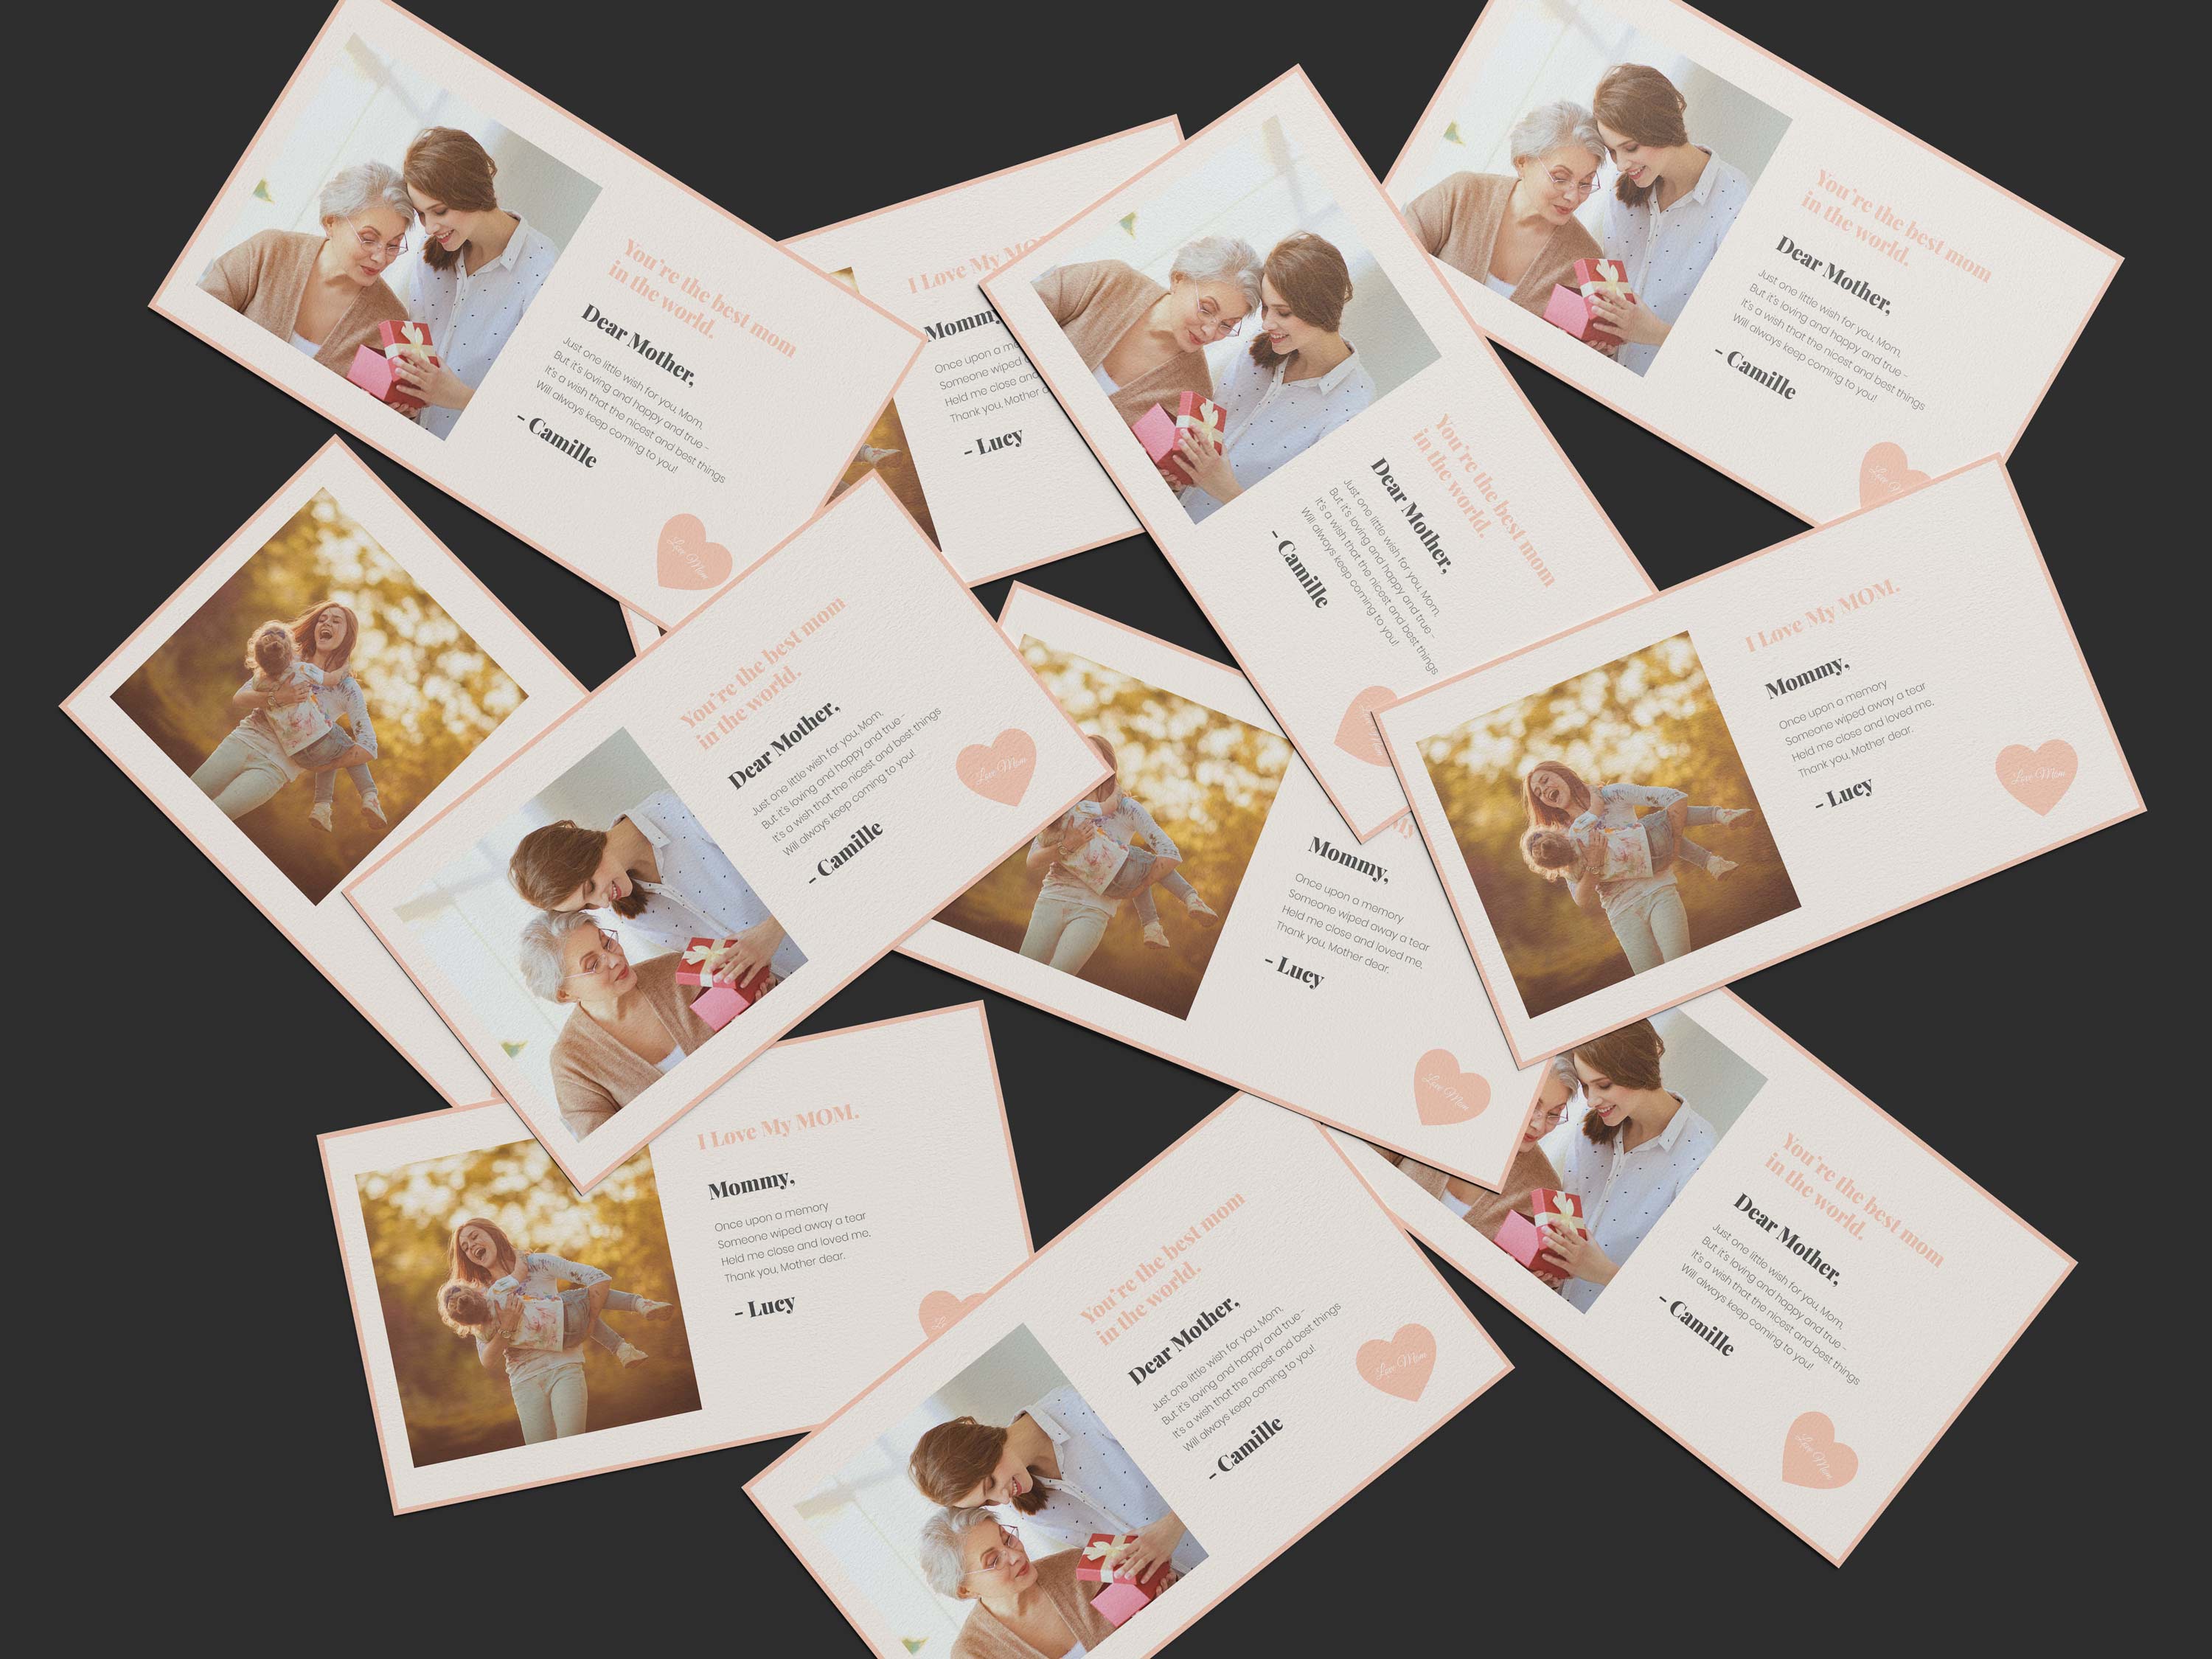 You're the best mom
in the world.
Dear Mother,
Just one little wish for you, Mom,
But it's loving and happy and true -
It's a wish that the nicest and best things
Will always keep coming to you!
- Camille
Love Mom
I Love My MO
Mommy,
Once upon a me
Someone wiped
Held me close and
Thank you, Mother d
- Lucy
You're the best mom
in the world.
Dear Mother,
Just one little wish for you, Mom,
But it's loving and happy and true -
It's a wish that the nicest and best things
Will always keep coming to you!
- Camille
You're the best mom
in the world.
Dear Mother,
Just one little wish for you, Mom,
But it's loving and happy and true -
It's a wish that the nicest and best things
Will always keep coming to you!
- Camille
Love M
You're the best mom
in the world.
Dear Mother,
Just one little wish for you, Mom,
But it's loving and happy and true -
It's a wish that the nicest and best things
Will always keep coming to you!
- Camille
Love Mom
Mommy,
Once upon a memory
Someone wiped away a tear
Held me close and loved me,
Thank you, Mother dear.
- Lucy
Love Mom
I Love My MOM.
Mommy,
Once upon a memory
Someone wiped away a tear
Held me close and loved me,
Thank you, Mother dear.
- Lucy
Love Mom
I Love My MOM.
Mommy,
Once upon a memory
Someone wiped away a tear
Held me close and loved me,
Thank you, Mother dear.
- Lucy
You're the best mom
in the world.
Dear Mother,
Just one little wish for you, Mom,
But it's loving and happy and true -
It's a wish that the nicest and best things
Will always keep coming to you!
- Camille
Love Mom
You're the best mom
in the world.
Dear Mother,
Just one little wish for you, Mom,
But it's loving and happy and true -
It's a wish that the nicest and best things
Will always keep coming to you!
- Camille
Love Mom